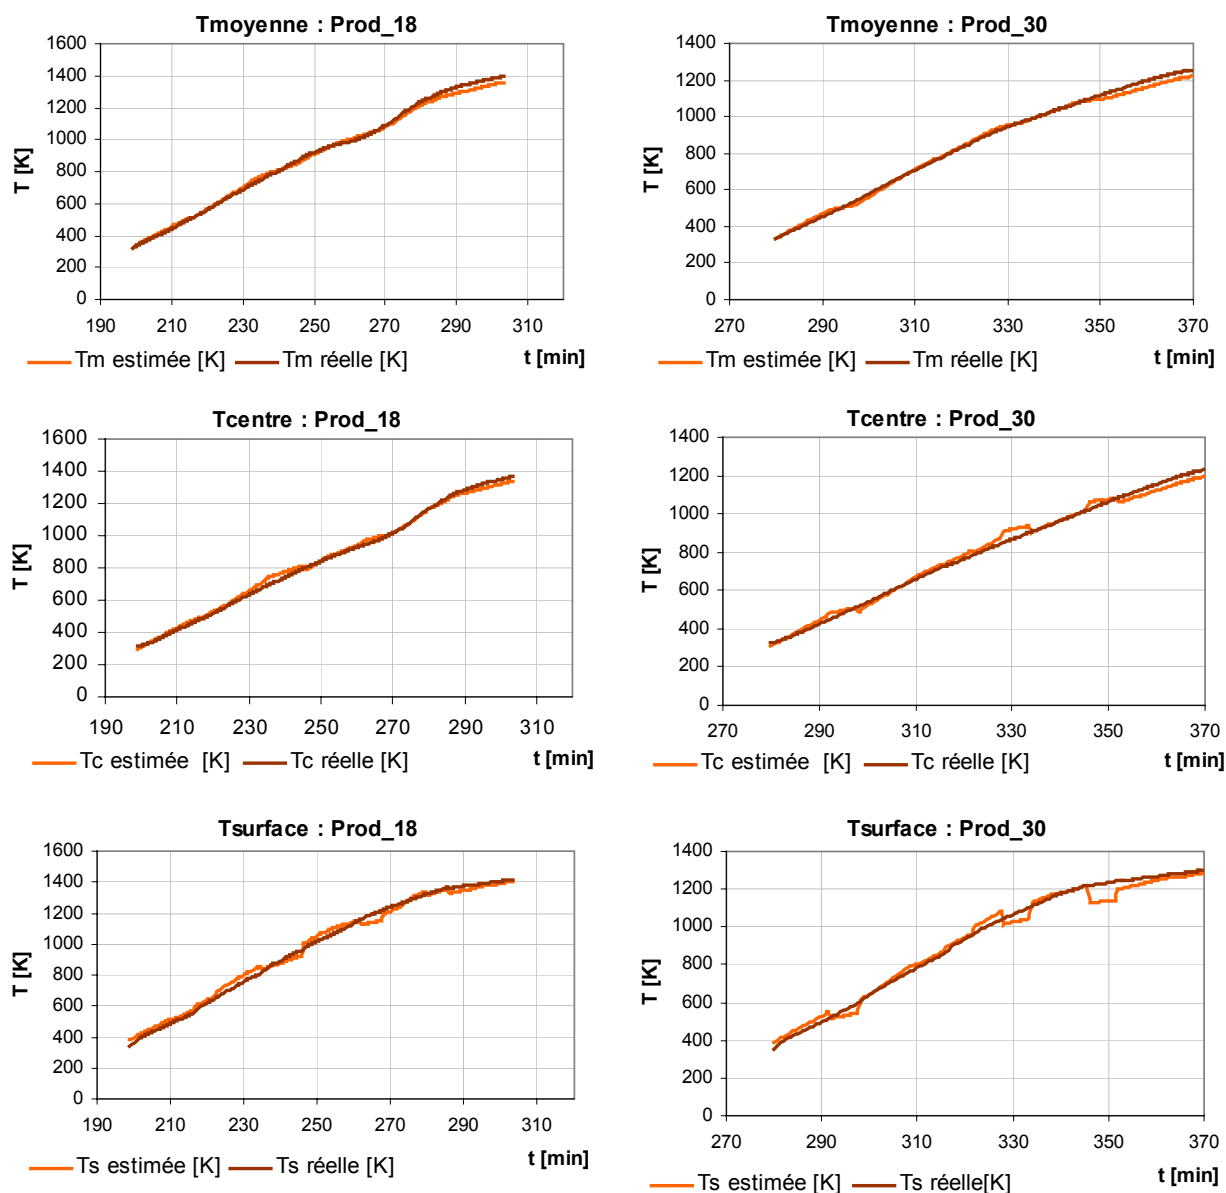 Tmoyenne : Prod_18
1600
1400
1200
1000
800
600
400
200
0
T [K]
190 210 230 250 270 290 310
Tm estimée [K] Tm réelle [K] t [min]
Tmoyenne : Prod_30
1400
1200
1000
800
600
400
200
0
T [K]
270 290 310 330 350 370
Tm estimée [K] Tm réelle [K] t [min]
Tcentre : Prod_18
1600
1400
1200
1000
800
600
400
200
0
T [K]
190 210 230 250 270 290 310
Tc estimée [K] Tc réelle [K] t [min]
Tcentre : Prod_30
1400
1200
1000
800
600
400
200
0
T [K]
270 290 310 330 350 370
Tc estimée [K] Tc réelle [K] t [min]
Tsurface : Prod_18
1600
1400
1200
1000
800
600
400
200
0
T [K]
190 210 230 250 270 290 310
t [min]
Ts estimée [K] Ts réelle [K]
Tsurface : Prod_30
1400
1200
1000
800
600
400
200
0
T [K]
270 290 310 330 350 370
t [min]
Ts estimée [K] Ts réelle[K]